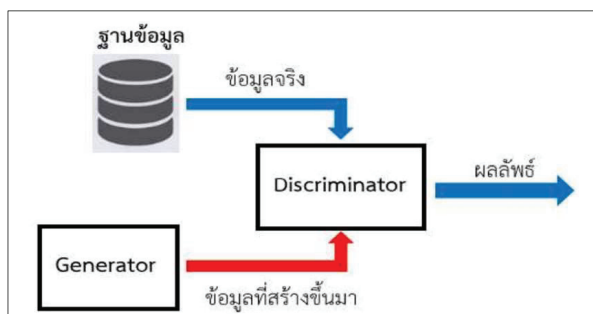 ฐานข้อมูล
ข้อมูลจริง
Discriminator
ผลลัพธ์
Generator
ข้อมูลที่สร้างขึ้นมา